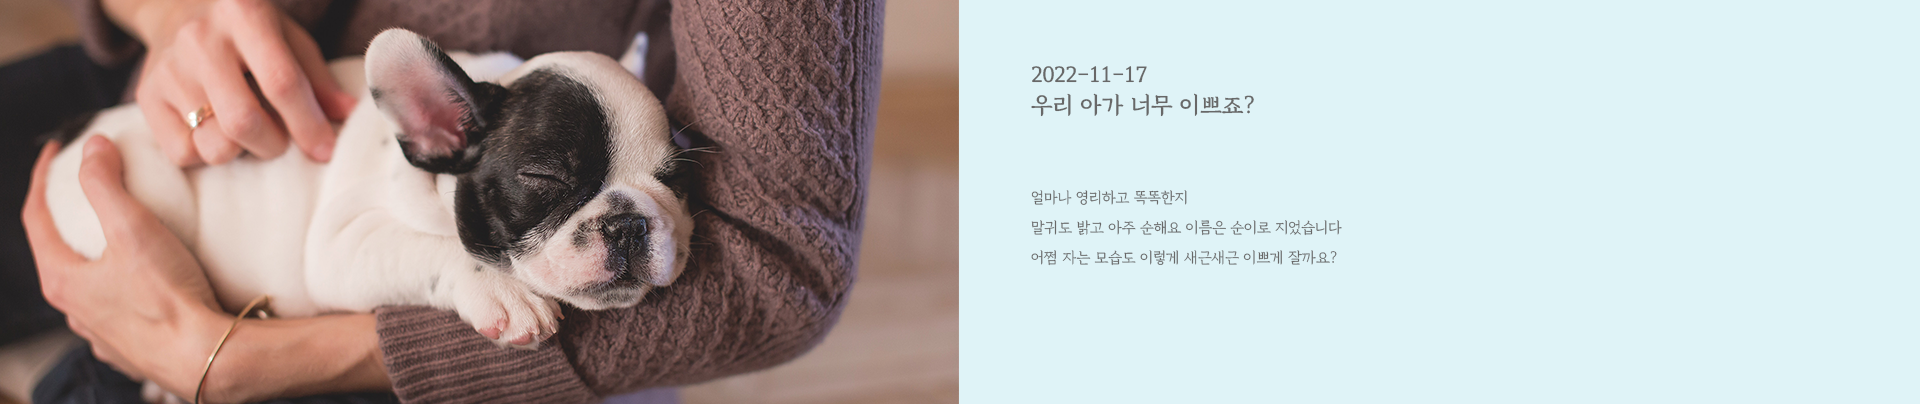 2022-11-17
우리 아가 너무 이쁘죠?
얼마나 영리하고 똑똑한지
말귀도 밝고 아주 순해요 이름은 순이로 지었습니다
어쩜 자는 모습도 이렇게 새근새근 이쁘게 잘까요?